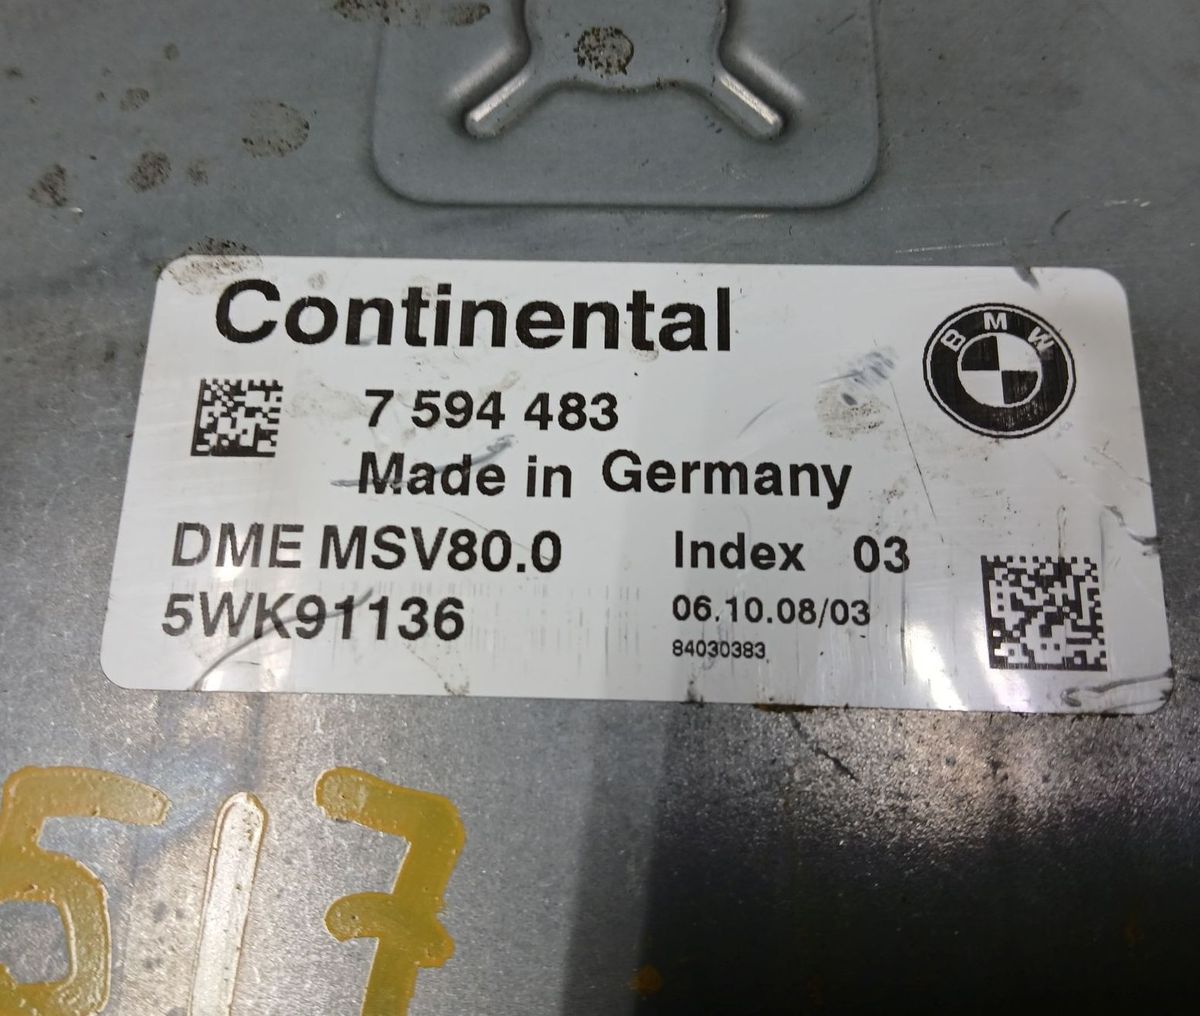 Continental
BMW
7 594 483
Made in Germany
DME MSV80.0 Index 03
5WK91136 06.10.08/03
84030383
517